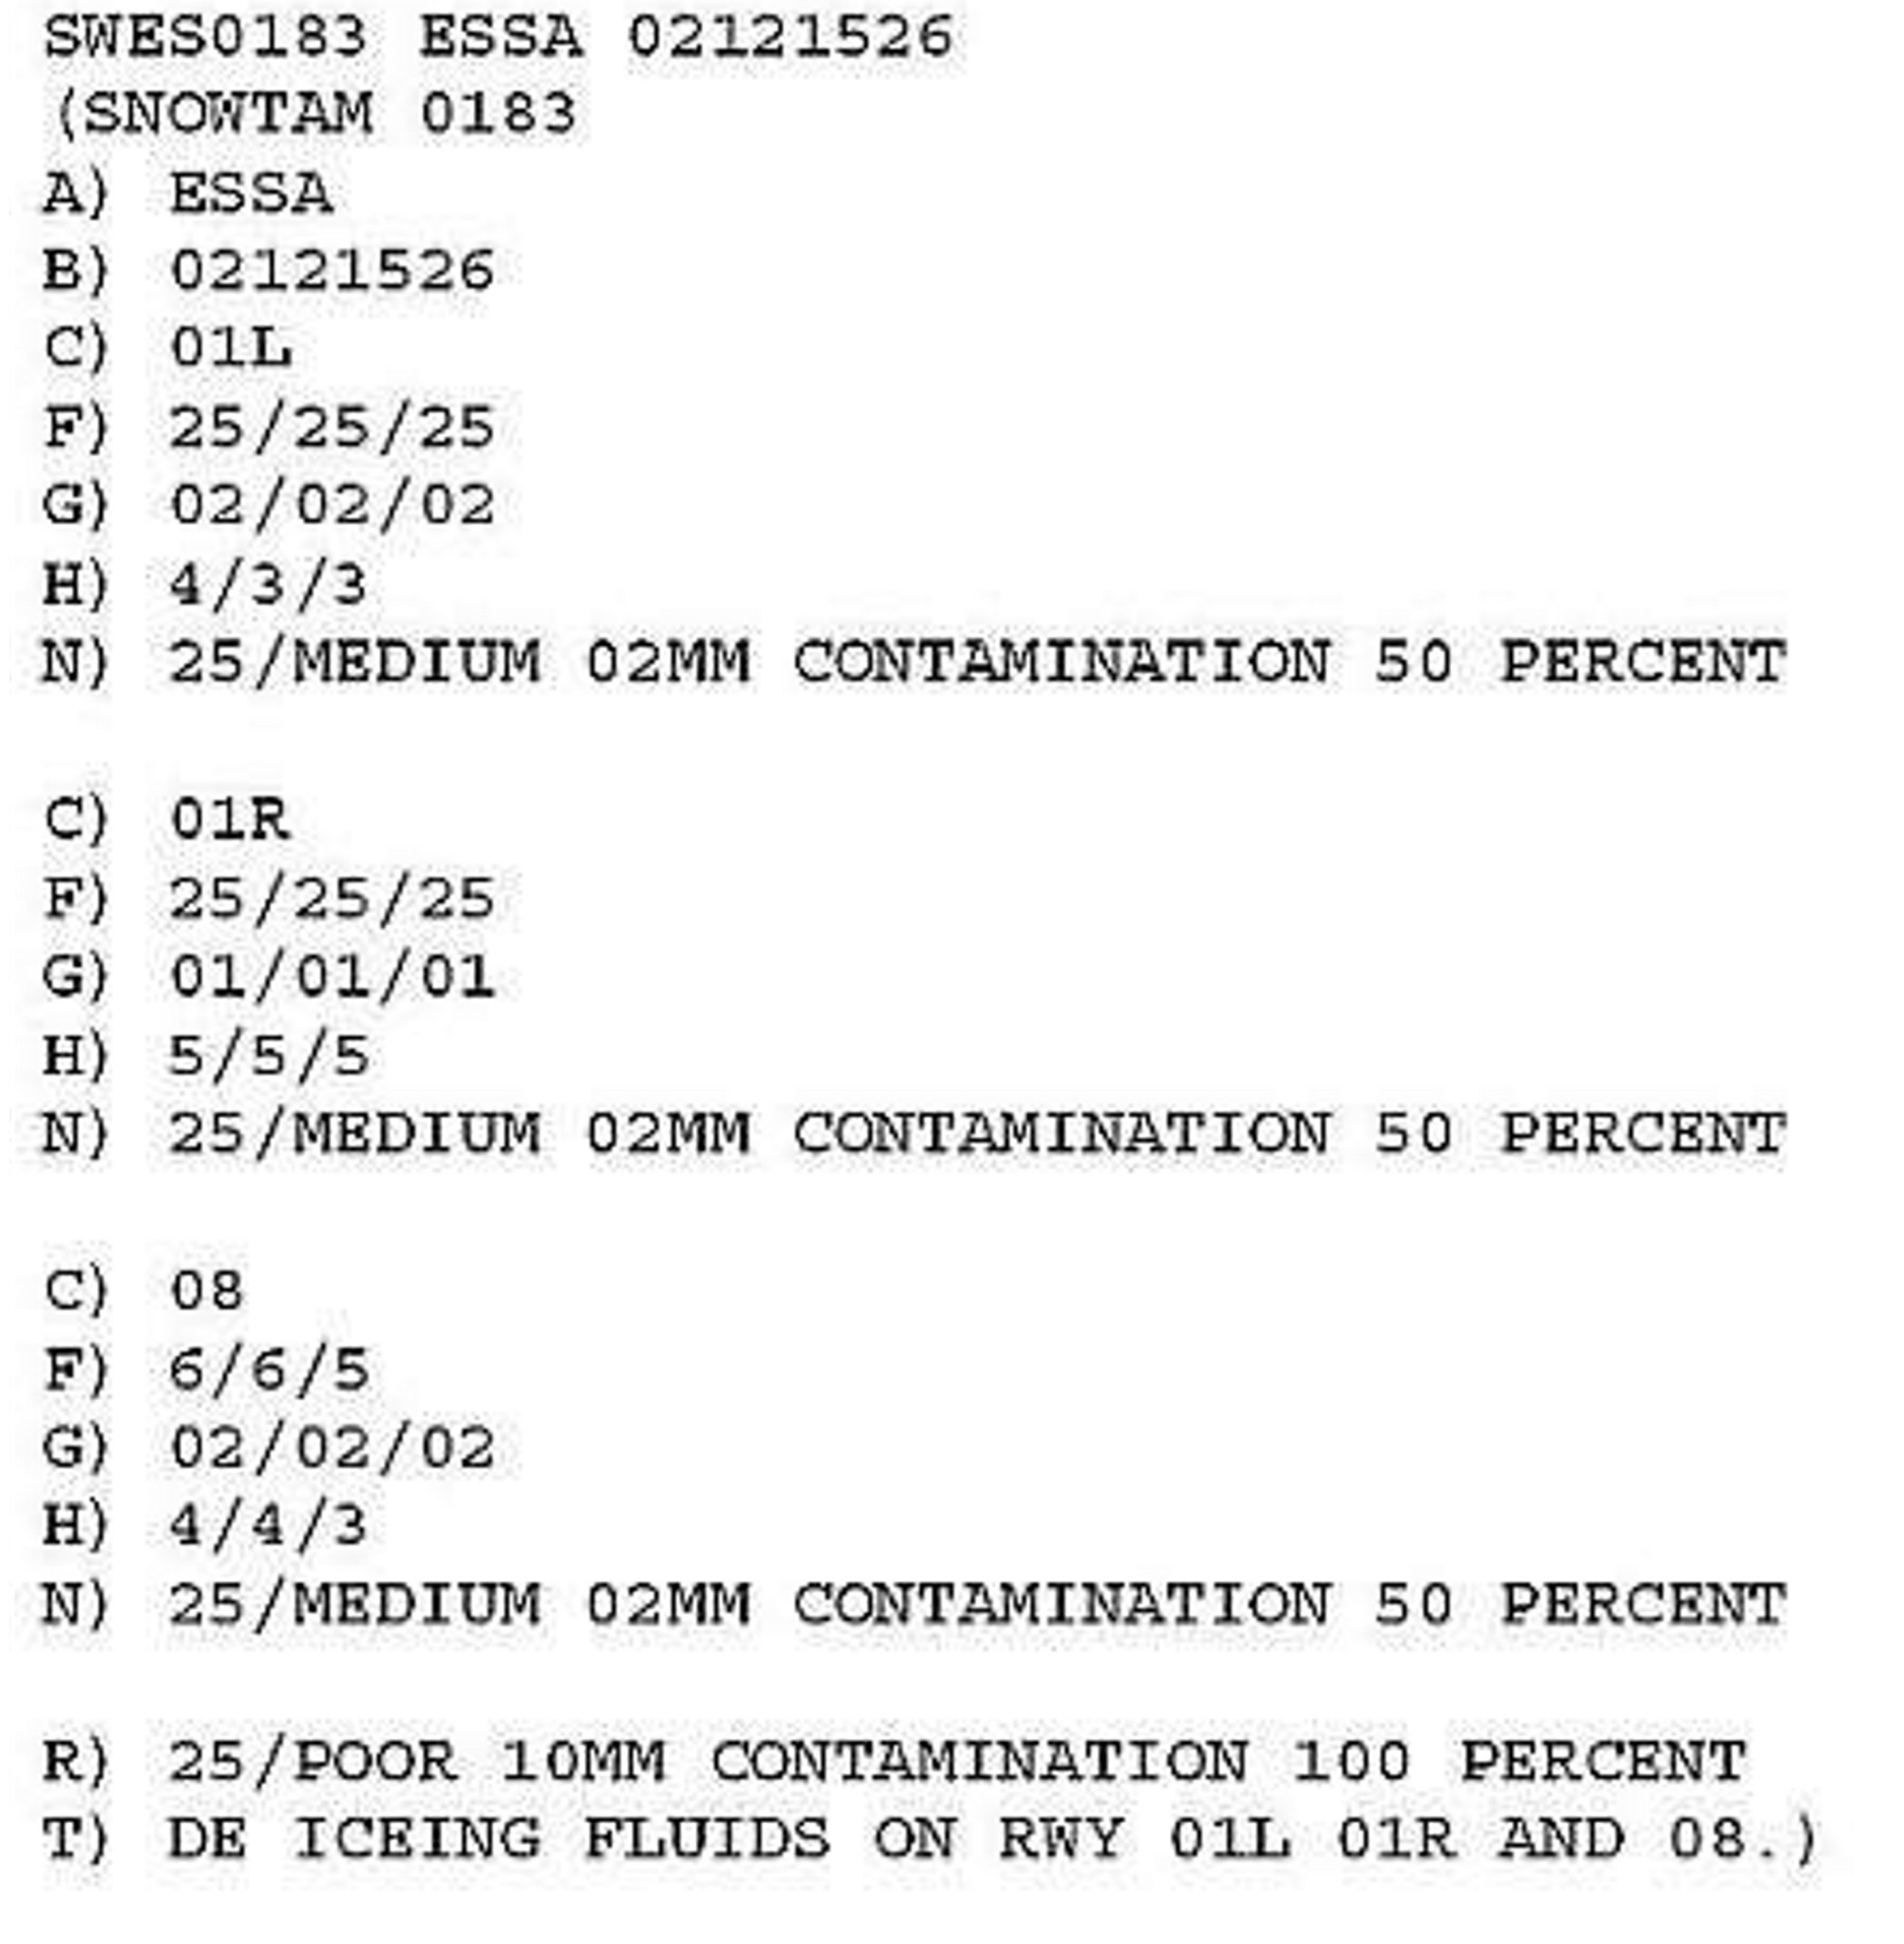 SWES0183 ESSA 02121526
(SNOWTAM 0183
A) ESSA
B) 02121526
C) 01L
F) 25/25/25
G) 02/02/02
H) 4/3/3
N) 25/MEDIUM 02MM CONTAMINATION 50 PERCENT
C) 01R
F) 25/25/25
G) 01/01/01
H) 5/5/5
N) 25/MEDIUM 02MM CONTAMINATION 50 PERCENT
C) 08
F) 6/6/5
G) 02/02/02
H) 4/4/3
N) 25/MEDIUM 02MM CONTAMINATION 50 PERCENT
R) 25/POOR 10MM CONTAMINATION 100 PERCENT
T) DE ICEING FLUIDS ON RWY 01L 01R AND 08.)